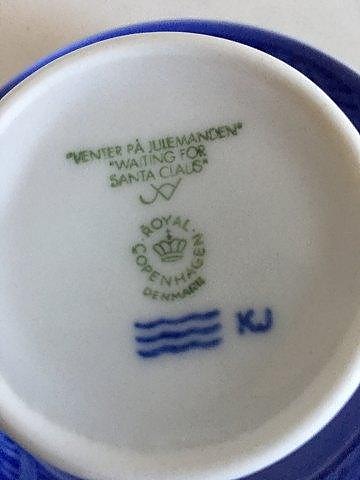 "VENTER PÅ JULEMANDEN"
"WAITING FOR
SANTA CLAUS"
ROYAL COPENHAGEN
DENMARK
KJ